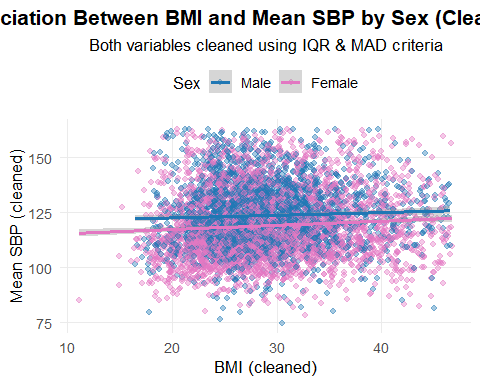 ciation Between BMI and Mean SBP by Sex (Clea
Both variables cleaned using IQR & MAD criteria
Sex Male Female
Mean SBP (cleaned)
150
125
100
75
10 20 30 40
BMI (cleaned)